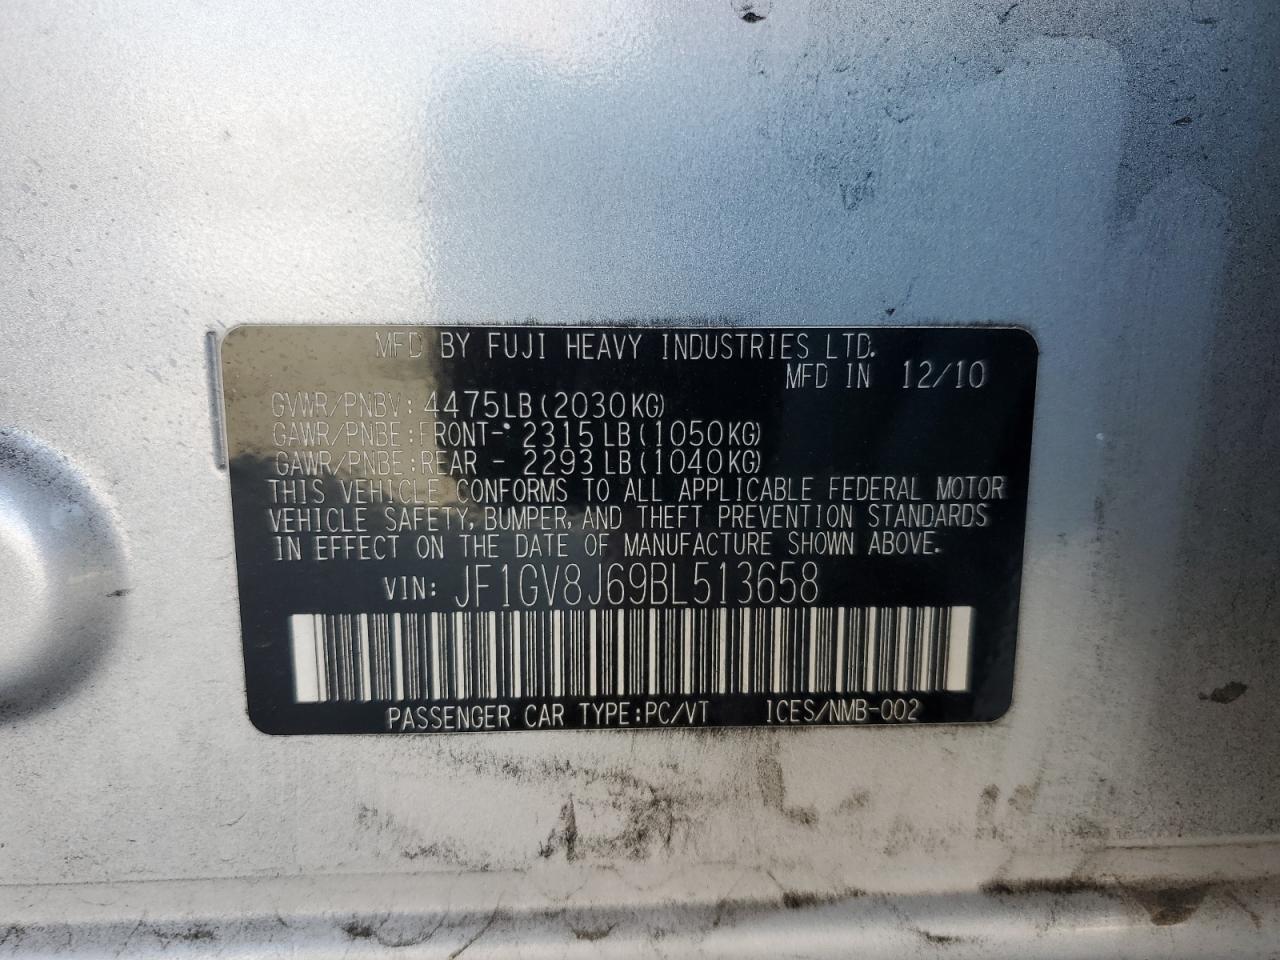 MFD BY FUJI HEAVY INDUSTRIES LTD.
MFD IN 12/10
GVWR/PNBV: 4475LB (2030KG)
GAWR/PNBE: FRONT- 2315LB (1050KG)
GAWR/PNBE: REAR - 2293LB (1040KG)
THIS VEHICLE CONFORMS TO ALL APPLICABLE FEDERAL MOTOR
VEHICLE SAFETY, BUMPER, AND THEFT PREVENTION STANDARDS
IN EFFECT ON THE DATE OF MANUFACTURE SHOWN ABOVE.
VIN: JF1GV8J69BL513658
PASSENGER CAR TYPE:PC/VT ICES/NMB-002